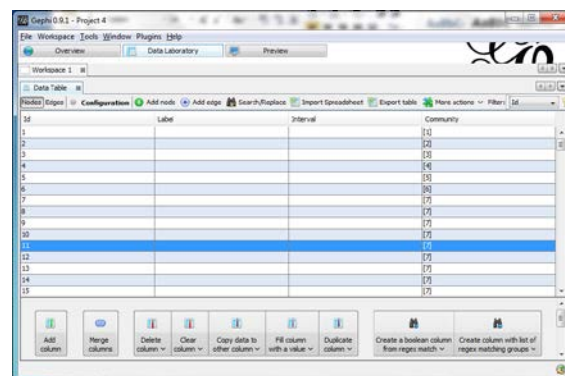 Gephi 0.9.1 - Project 4
File Workspace Tools Window Plugins Help
Overview Data Laboratory Preview
Workspace 1
Data Table
Nodes Edges Configuration Add node Add edge Search/Replace Import Spreadsheet Export table More actions Filter: Id
Id Label Interval Community
1 [1]
2 [2]
3 [3]
4 [4]
5 [5]
6 [6]
7 [7]
8 [7]
9 [7]
10 [7]
11 [7]
12 [7]
13 [7]
14 [7]
15 [7]
Add column
Merge columns
Delete column
Clear column
Copy data to other column
Fill column with a value
Duplicate column
Create a boolean column from regex match
Create column with list of regex matching groups